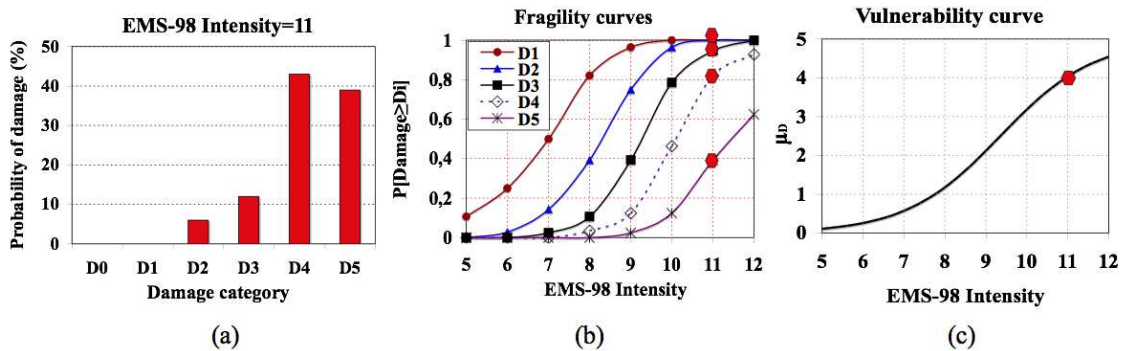 EMS-98 Intensity=11
Probability of damage (%)
50
40
30
20
10
0
D0 D1 D2 D3 D4 D5
Damage category
(a)
Fragility curves
P[Damage≥Di]
1
0,8
0,6
0,4
0,2
0
D1
D2
D3
D4
D5
5 6 7 8 9 10 11 12
EMS-98 Intensity
(b)
Vulnerability curve
μD
5
4
3
2
1
0
5 6 7 8 9 10 11 12
EMS-98 Intensity
(c)